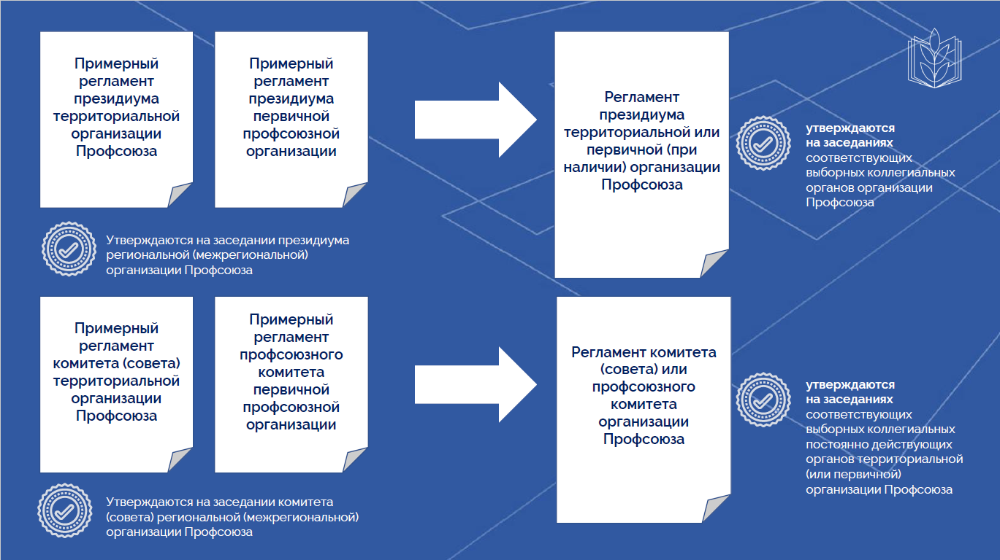 Примерный
регламент
президиума
территориальной
организации
Профсоюза
Примерный
регламент
президиума
первичной
профсоюзной
организации
Регламент
президиума
территориальной или
первичной (при
наличии) организации
Профсоюза
утверждаются
на заседаниях
соответствующих
выборных коллегиальных
органов организации
Профсоюза
Утверждаются на заседании президиума
региональной (межрегиональной)
организации Профсоюза
Примерный
регламент
комитета (совета)
территориальной
организации
Профсоюза
Примерный
регламент
профсоюзного
комитета
первичной
профсоюзной
организации
Регламент комитета
(совета) или
профсоюзного
комитета
организации
Профсоюза
утверждаются
на заседаниях
соответствующих
выборных коллегиальных
постоянно действующих
органов территориальной
(или первичной)
организации Профсоюза
Утверждаются на заседании комитета
(совета) региональной (межрегиональной)
организации Профсоюза